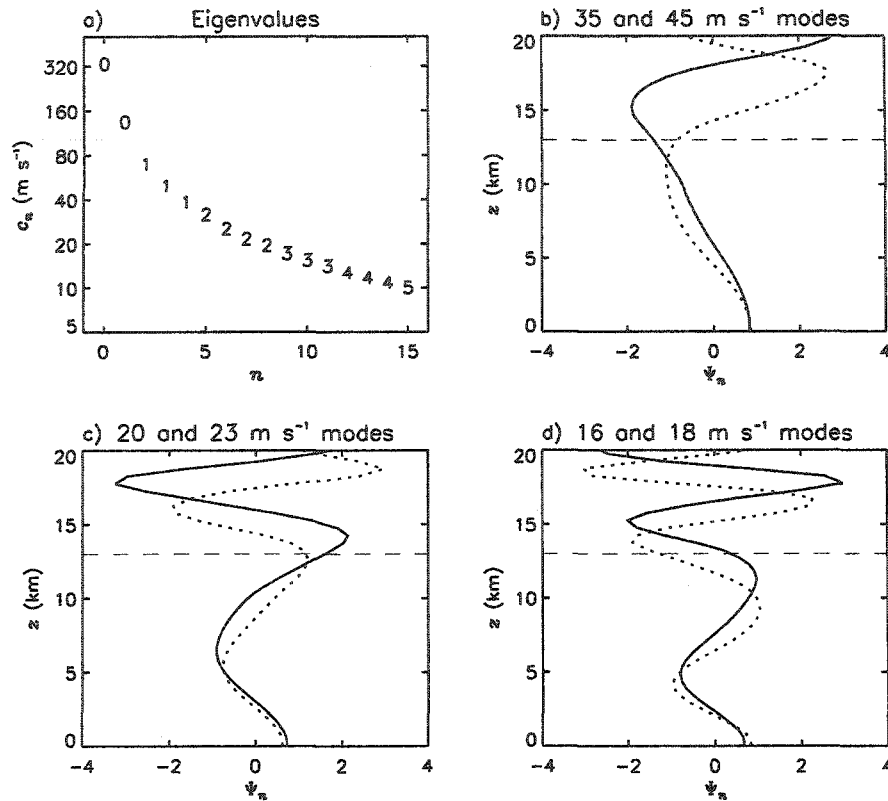 a) Eigenvalues
320
160
80
40
20
10
5
c_n (m s⁻¹)
0
0
1
1
1
2
2
2
2
3
3
3
4
4
4
5
0 5 10 15
n
b) 35 and 45 m s⁻¹ modes
20
15
10
5
0
z (km)
−4 −2 0 2 4
Ψ_n
c) 20 and 23 m s⁻¹ modes
20
15
10
5
0
z (km)
−4 −2 0 2 4
Ψ_n
d) 16 and 18 m s⁻¹ modes
20
15
10
5
0
z (km)
−4 −2 0 2 4
Ψ_n